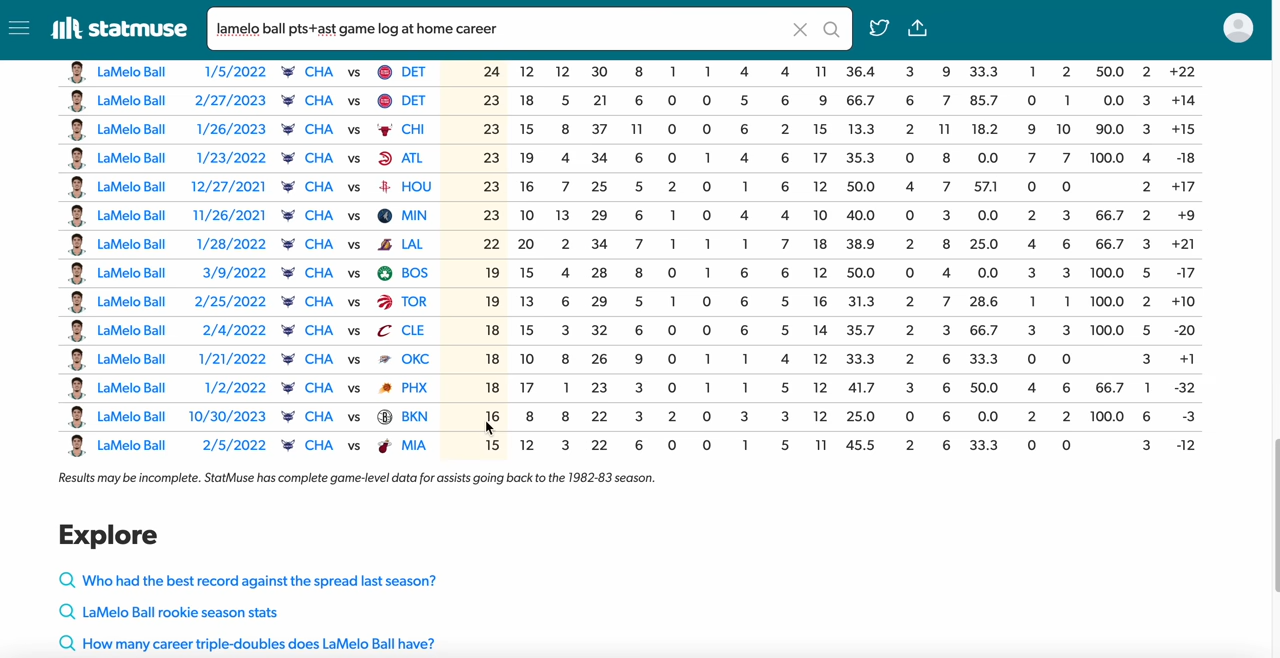 statmuse
lamelo ball pts+ast game log at home career
LaMelo Ball 1/5/2022 CHA vs DET 24 12 12 30 8 1 1 4 4 11 36.4 3 9 33.3 1 2 50.0 2 +22
LaMelo Ball 2/27/2023 CHA vs DET 23 18 5 21 6 0 0 5 6 9 66.7 6 7 85.7 0 1 0.0 3 +14
LaMelo Ball 1/26/2023 CHA vs CHI 23 15 8 37 11 0 0 6 2 15 13.3 2 11 18.2 9 10 90.0 3 +15
LaMelo Ball 1/23/2022 CHA vs ATL 23 19 4 34 6 0 1 4 6 17 35.3 0 8 0.0 7 7 100.0 4 -18
LaMelo Ball 12/27/2021 CHA vs HOU 23 16 7 25 5 2 0 1 6 12 50.0 4 7 57.1 0 0 2 +17
LaMelo Ball 11/26/2021 CHA vs MIN 23 10 13 29 6 1 0 4 4 10 40.0 0 3 0.0 2 3 66.7 2 +9
LaMelo Ball 1/28/2022 CHA vs LAL 22 20 2 34 7 1 1 1 7 18 38.9 2 8 25.0 4 6 66.7 3 +21
LaMelo Ball 3/9/2022 CHA vs BOS 19 15 4 28 8 0 1 6 6 12 50.0 0 4 0.0 3 3 100.0 5 -17
LaMelo Ball 2/25/2022 CHA vs TOR 19 13 6 29 5 1 0 6 5 16 31.3 2 7 28.6 1 1 100.0 2 +10
LaMelo Ball 2/4/2022 CHA vs CLE 18 15 3 32 6 0 0 6 5 14 35.7 2 3 66.7 3 3 100.0 5 -20
LaMelo Ball 1/21/2022 CHA vs OKC 18 10 8 26 9 0 1 1 4 12 33.3 2 6 33.3 0 0 3 +1
LaMelo Ball 1/2/2022 CHA vs PHX 18 17 1 23 3 0 1 1 5 12 41.7 3 6 50.0 4 6 66.7 1 -32
LaMelo Ball 10/30/2023 CHA vs BKN 16 8 8 22 3 2 0 3 3 12 25.0 0 6 0.0 2 2 100.0 6 -3
LaMelo Ball 2/5/2022 CHA vs MIA 15 12 3 22 6 0 0 1 5 11 45.5 2 6 33.3 0 0 3 -12
Results may be incomplete. StatMuse has complete game-level data for assists going back to the 1982-83 season.
Explore
Who had the best record against the spread last season?
LaMelo Ball rookie season stats
How many career triple-doubles does LaMelo Ball have?